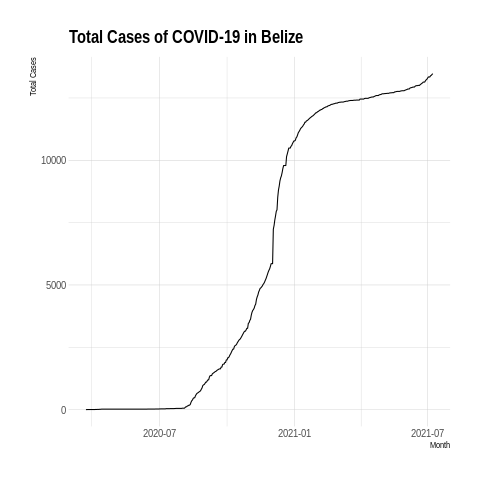 Total Cases of COVID-19 in Belize
Total Cases
10000
5000
0
2020-07 2021-01 2021-07
Month